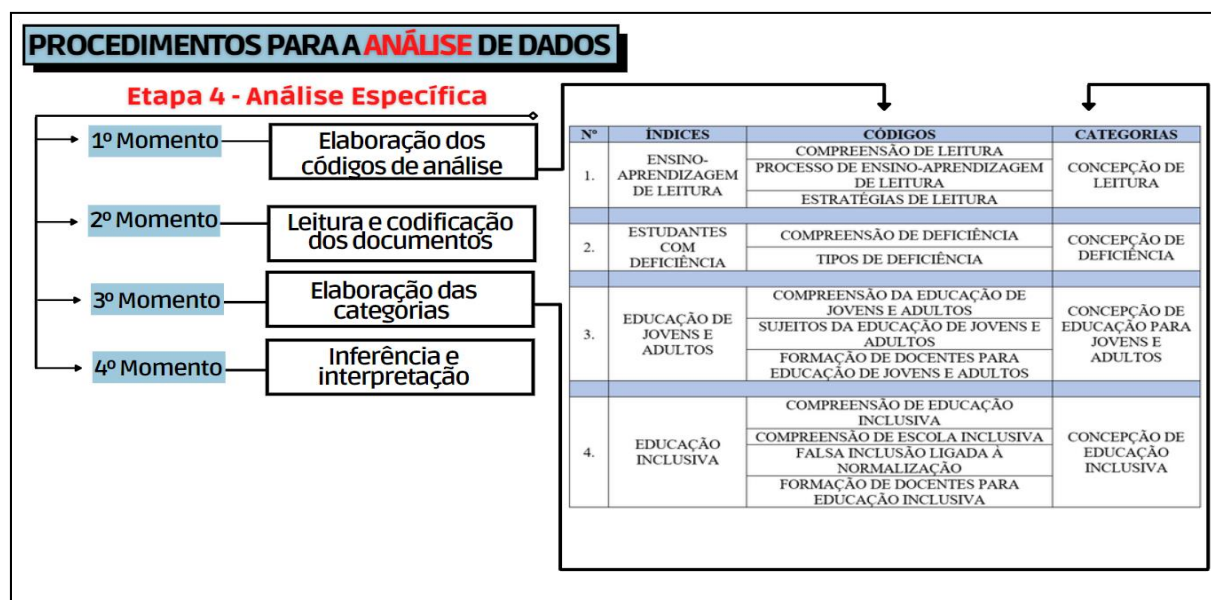 PROCEDIMENTOS PARA A ANÁLISE DE DADOS
Etapa 4 - Análise Específica
1º Momento
Elaboração dos
códigos de análise
2º Momento
Leitura e codificação
dos documentos
3º Momento
Elaboração das
categorias
4º Momento
Inferência e
interpretação
Nº ÍNDICES CÓDIGOS CATEGORIAS
1.
ENSINO-
APRENDIZAGEM
DE LEITURA
COMPREENSÃO DE LEITURA
PROCESSO DE ENSINO-APRENDIZAGEM
DE LEITURA
ESTRATÉGIAS DE LEITURA
CONCEPÇÃO DE
LEITURA
2.
ESTUDANTES
COM
DEFICIÊNCIA
COMPREENSÃO DE DEFICIÊNCIA
TIPOS DE DEFICIÊNCIA
CONCEPÇÃO DE
DEFICIÊNCIA
3.
EDUCAÇÃO DE
JOVENS E
ADULTOS
COMPREENSÃO DA EDUCAÇÃO DE
JOVENS E ADULTOS
SUJEITOS DA EDUCAÇÃO DE JOVENS E
ADULTOS
FORMAÇÃO DE DOCENTES PARA
EDUCAÇÃO DE JOVENS E ADULTOS
CONCEPÇÃO DE
EDUCAÇÃO PARA
JOVENS E
ADULTOS
4.
EDUCAÇÃO
INCLUSIVA
COMPREENSÃO DE EDUCAÇÃO
INCLUSIVA
COMPREENSÃO DE ESCOLA INCLUSIVA
FALSA INCLUSÃO LIGADA À
NORMALIZAÇÃO
FORMAÇÃO DE DOCENTES PARA
EDUCAÇÃO INCLUSIVA
CONCEPÇÃO DE
EDUCAÇÃO
INCLUSIVA